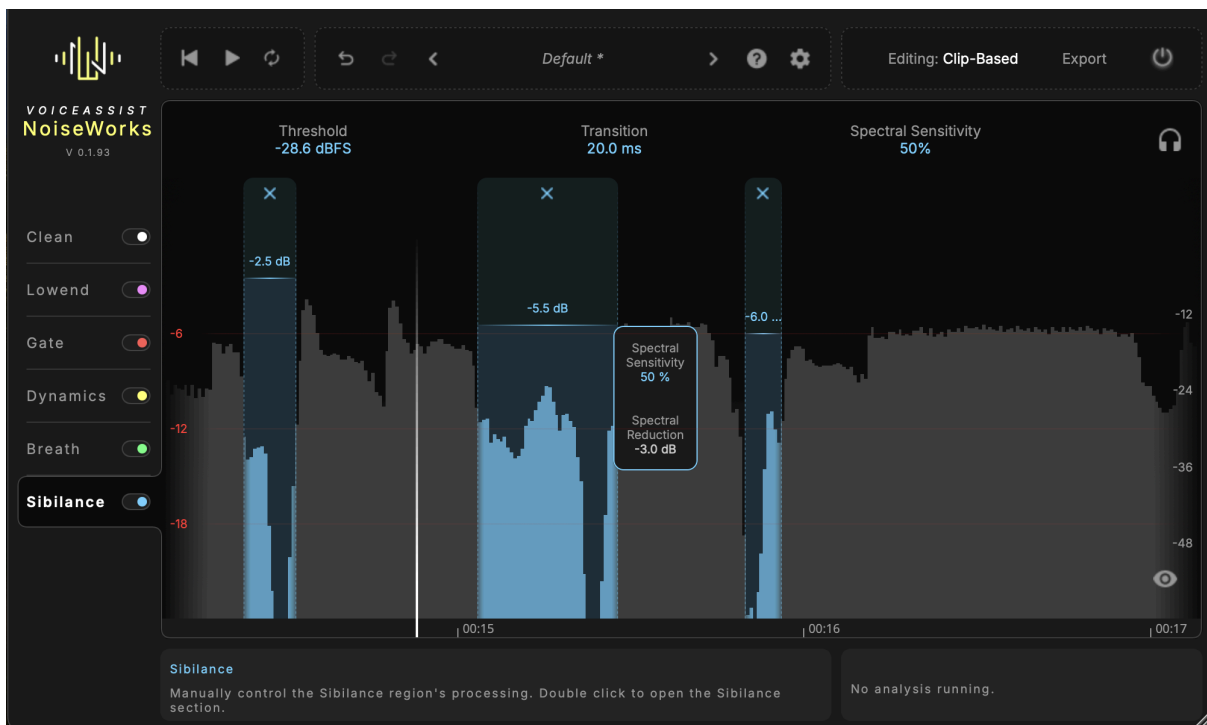 Default *
Editing: Clip-Based
Export
VOICEASSIST
NoiseWorks
V 0.1.93
Threshold
-28.6 dBFS
Transition
20.0 ms
Spectral Sensitivity
50%
Clean
Lowend
Gate
Dynamics
Breath
Sibilance
-2.5 dB
-5.5 dB
-6.0 ...
-6
-12
-18
Spectral
Sensitivity
50 %
Spectral
Reduction
-3.0 dB
-12
-24
-36
-48
00:15
00:16
00:17
Sibilance
Manually control the Sibilance region's processing. Double click to open the Sibilance
section.
No analysis running.